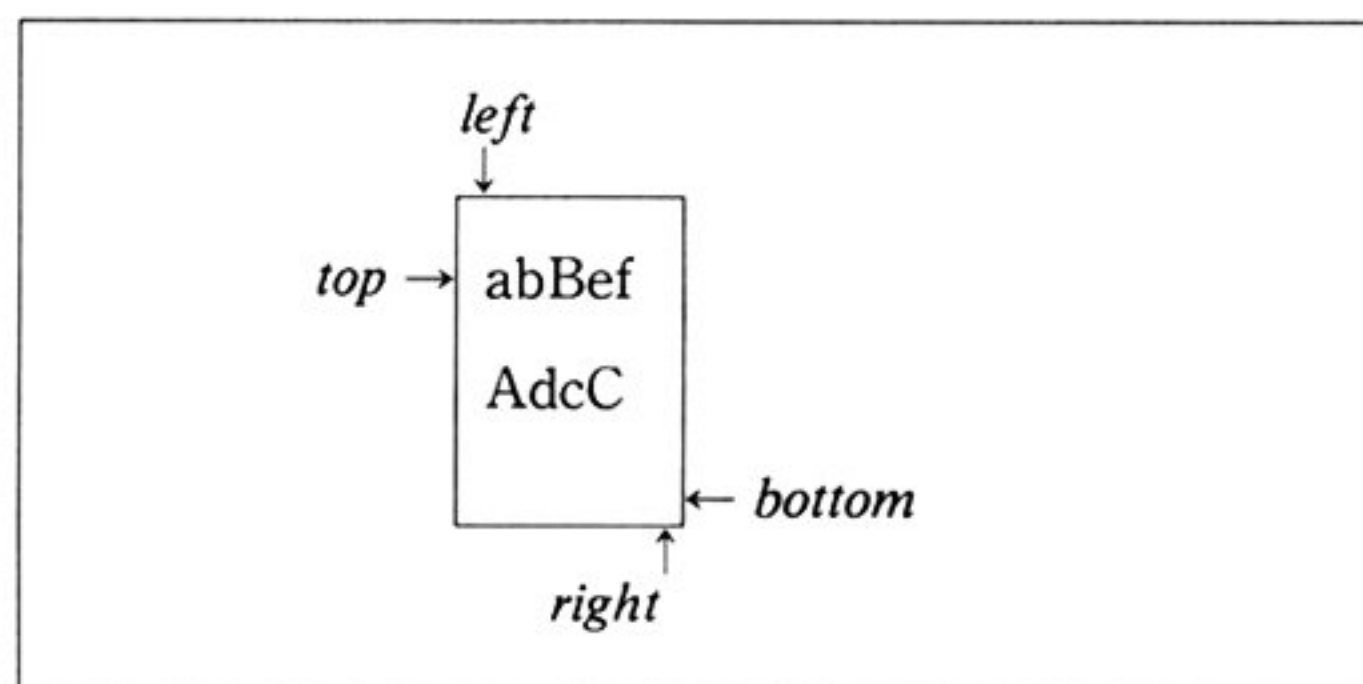 left
top → abBef
AdcC
← bottom
right